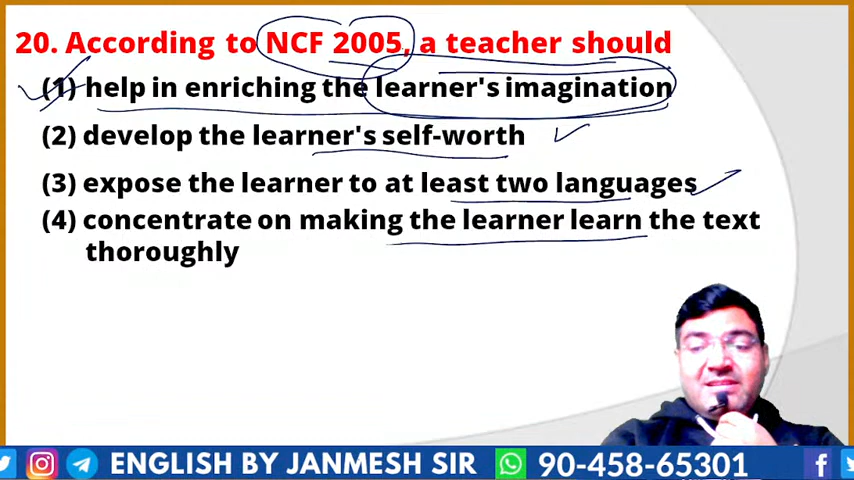 20. According to NCF 2005, a teacher should
(1) help in enriching the learner's imagination
(2) develop the learner's self-worth
(3) expose the learner to at least two languages
(4) concentrate on making the learner learn the text
thoroughly
ENGLISH BY JANMESH SIR 90-458-65301